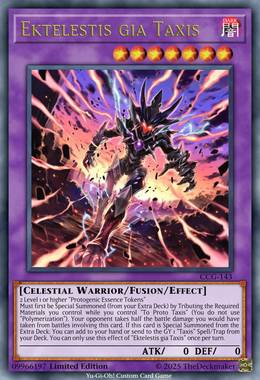 EKTELESTIS GIA TAXIS
DARK
CCG-143
[CELESTIAL WARRIOR/FUSION/EFFECT]
2 Level 1 or higher "Protogenic Essence Tokens"
Must first be Special Summoned (from your Extra Deck) by Tributing the Required
Materials you control while you control "To Proto Taxis" (You do not use
"Polymerization"). Your opponent takes half the battle damage you would have
taken from battles involving this card. If this card is Special Summoned from the
Extra Deck: You can add to your hand or send to the GY 1 "Taxis" Spell/Trap from
your Deck. You can only use this effect of "Ektelestis gia Taxis" once per turn.
ATK/ 0 DEF/
09966197 Limited Edition © 2025 TheDeckmaker
Yu-Gi-Oh! Custom Card Game